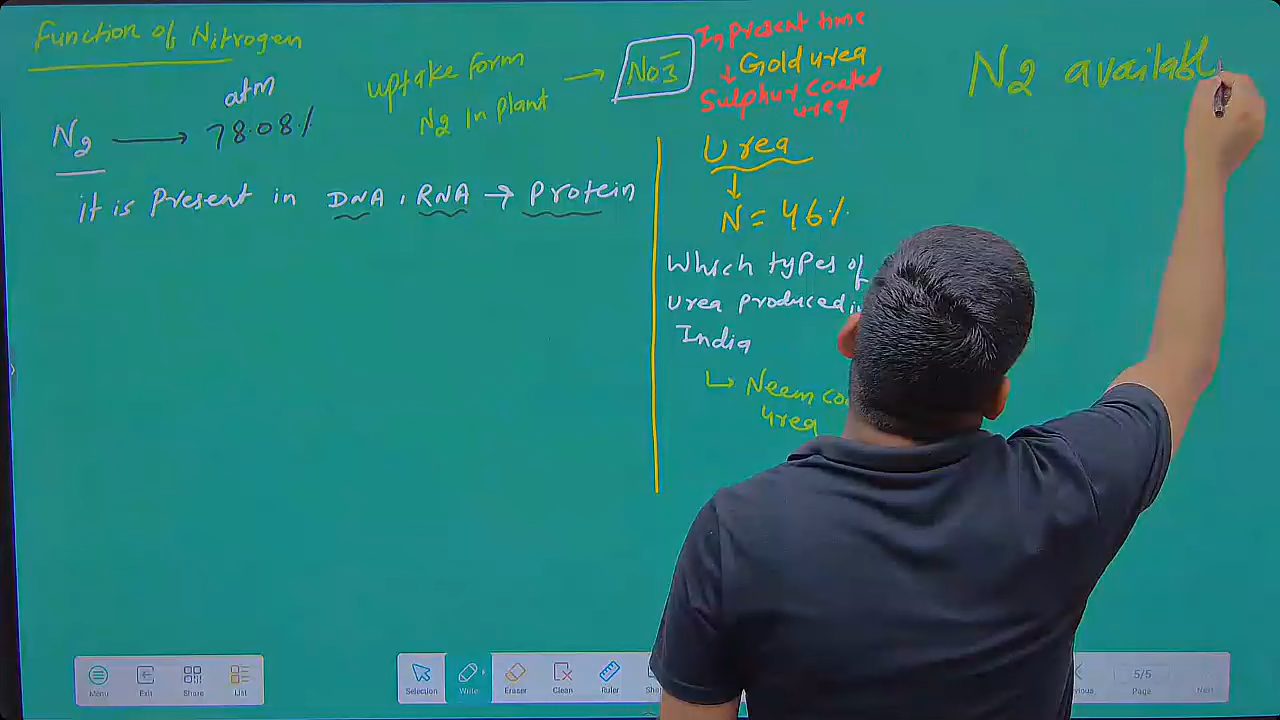 Function of Nitrogen
atm
N2 → 78.08%
it is Present in DNA, RNA → Protein
uptake form
N2 In plant → NO3-
In Present time
↓ Gold urea
Sulphur coated
urea
Urea
↓
N = 46%
Which types of
urea produced in
India
↳ Neem
urea
N2 availabl
Menu
Exit
Share
List
Selection
Write
Eraser
Clean
Ruler
5/5
Page
Next